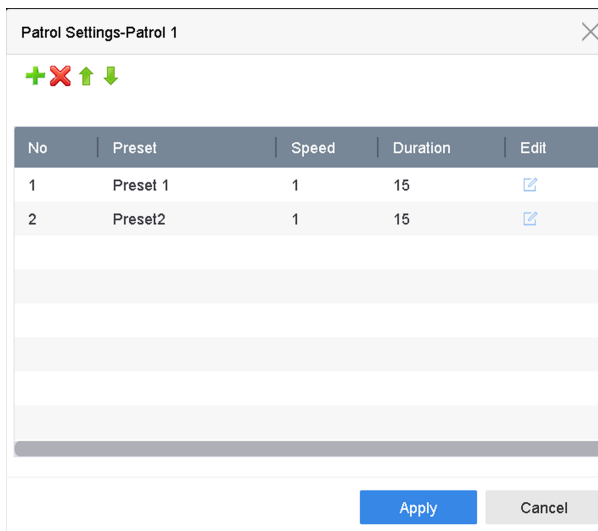 Patrol Settings-Patrol 1
No Preset Speed Duration Edit
1 Preset 1 1 15
2 Preset2 1 15
Apply Cancel